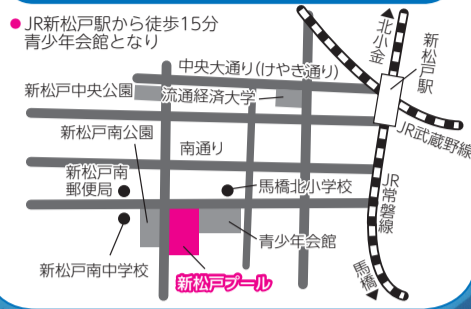 ●JR新松戸駅から徒歩15分
青少年会館となり
▲北小金
新松戸駅
中央大通り(けやき通り)
新松戸中央公園
流通経済大学
JR武蔵野線
新松戸南公園
南通り
JR常磐線
新松戸南
郵便局
馬橋北小学校
青少年会館
新松戸南中学校
新松戸プール
馬橋▼